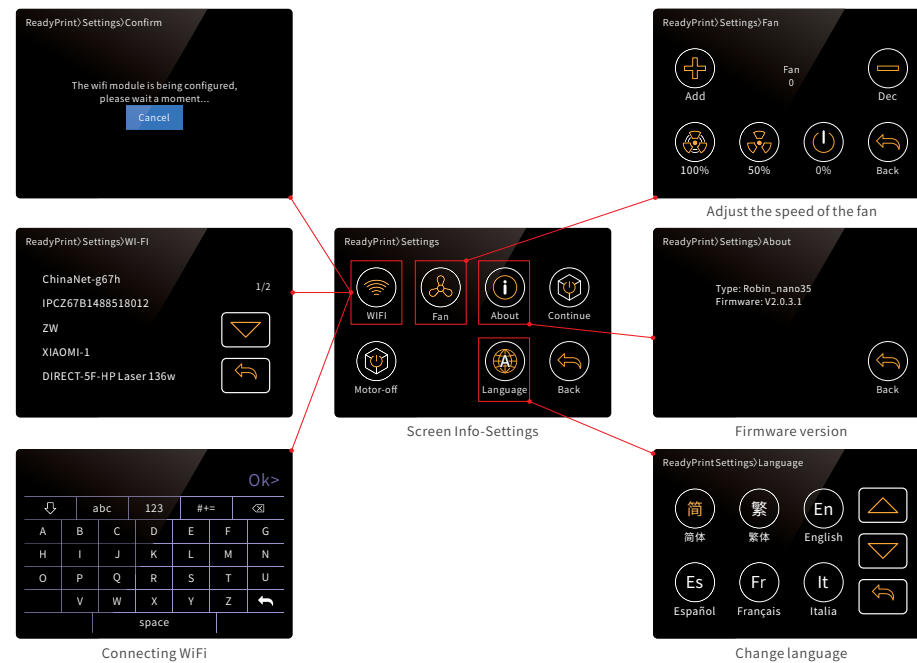 ReadyPrint〉Settings〉Confirm
The wifi module is being configured,
please wait a moment...
Cancel
ReadyPrint〉Settings〉Fan
Fan
0
Add
Dec
100%
50%
0%
Back
Adjust the speed of the fan
ReadyPrint〉Settings〉WI-FI
ChinaNet-g67h
1/2
IPCZ67B1488518012
ZW
XIAOMI-1
DIRECT-5F-HP Laser 136w
ReadyPrint〉Settings
WIFI
Fan
About
Continue
Motor-off
A
Language
Back
Screen Info-Settings
ReadyPrint〉Settings〉About
Type: Robin_nano35
Firmware: V2.0.3.1
Back
Firmware version
Ok>
abc 123 #+=
A B C D E F G
H I J K L M N
O P Q R S T U
V W X Y Z
space
Connecting WiFi
ReadyPrintSettings〉Language
简 繁 En
简体 繁体 English
Es Fr It
Español Français Italia
Change language